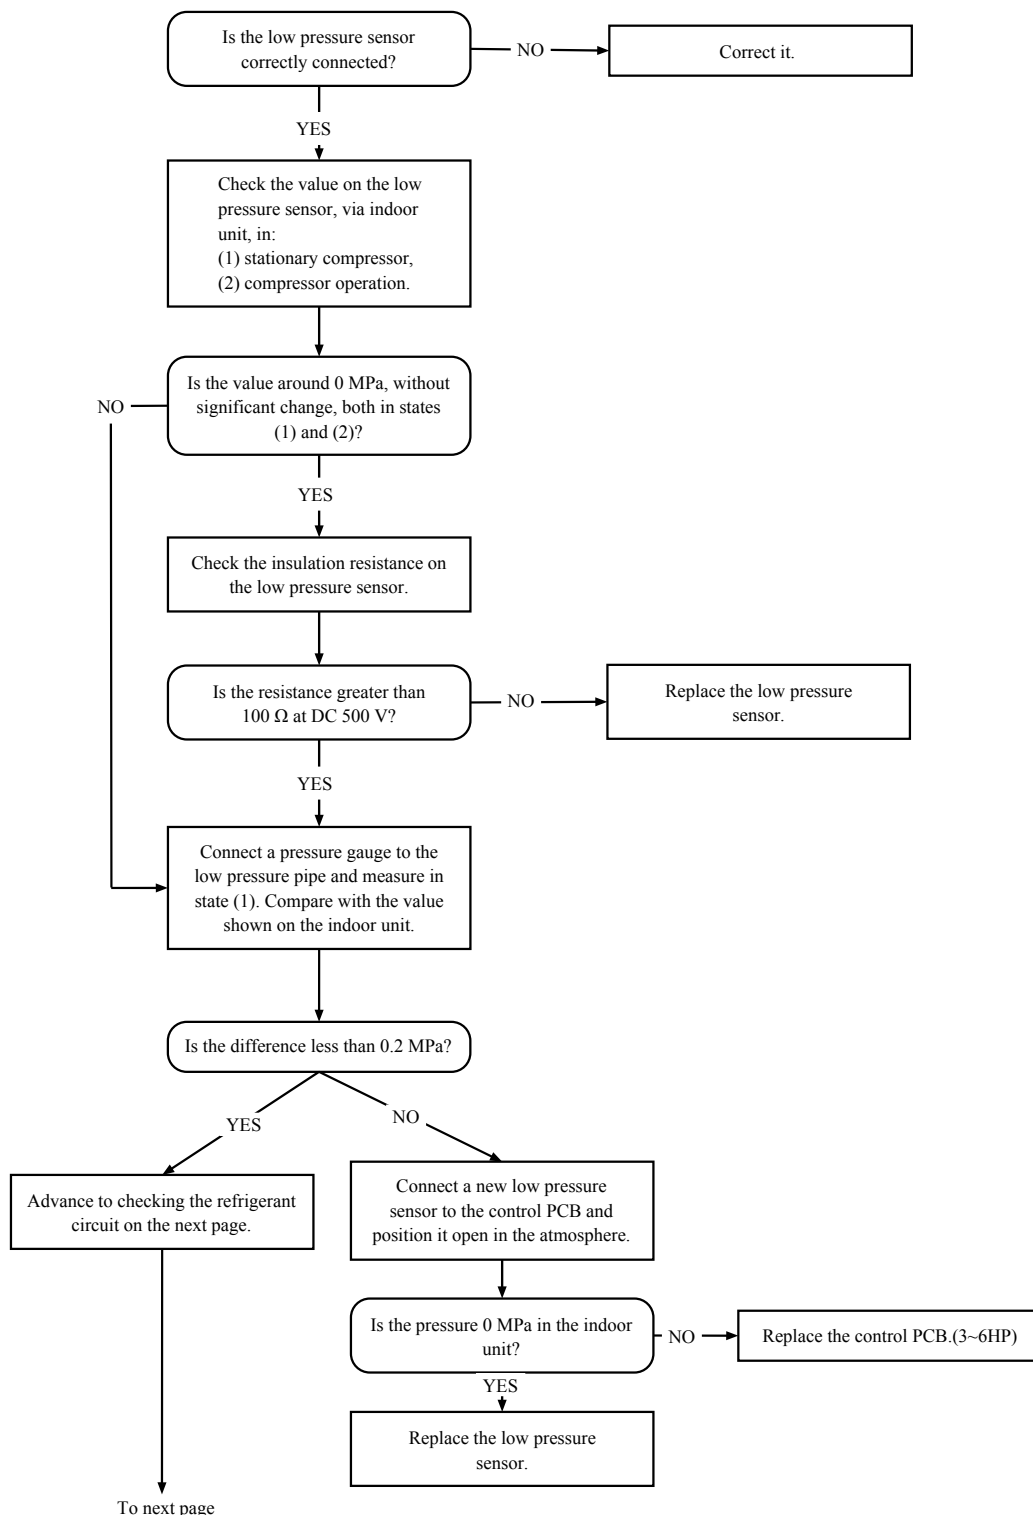 Is the low pressure sensor
correctly connected?
NO
Correct it.
YES
Check the value on the low
pressure sensor, via indoor
unit, in:
(1) stationary compressor,
(2) compressor operation.
Is the value around 0 MPa, without
significant change, both in states
(1) and (2)?
NO
YES
Check the insulation resistance on
the low pressure sensor.
Is the resistance greater than
100 Ω at DC 500 V?
NO
Replace the low pressure
sensor.
YES
Connect a pressure gauge to the
low pressure pipe and measure in
state (1). Compare with the value
shown on the indoor unit.
Is the difference less than 0.2 MPa?
YES
NO
Advance to checking the refrigerant
circuit on the next page.
Connect a new low pressure
sensor to the control PCB and
position it open in the atmosphere.
Is the pressure 0 MPa in the indoor
unit?
NO
Replace the control PCB.(3~6HP)
YES
Replace the low pressure
sensor.
To next page